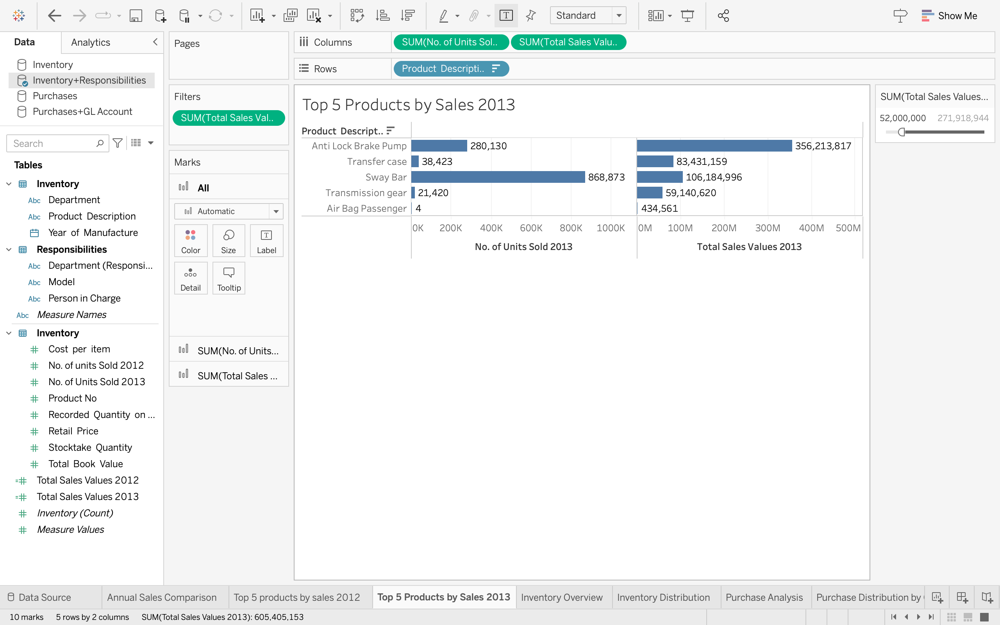 Standard
Show Me
Data
Analytics
Inventory
Inventory+Responsibilities
Purchases
Purchases+GL Account
Search
Tables
Inventory
Abc Department
Abc Product Description
Year of Manufacture
Responsibilities
Abc Department (Responsi...
Abc Model
Abc Person in Charge
Abc Measure Names
Inventory
Cost per item
No. of units Sold 2012
No. of Units Sold 2013
Product No
Recorded Quantity on ...
Retail Price
Stocktake Quantity
Total Book Value
Total Sales Values 2012
Total Sales Values 2013
Inventory (Count)
Measure Values
Pages
Filters
SUM(Total Sales Val..
Marks
All
Automatic
Color Size Label
Detail Tooltip
SUM(No. of Units...
SUM(Total Sales ...
Columns SUM(No. of Units Sol.. SUM(Total Sales Valu..
Rows Product Descripti..
Top 5 Products by Sales 2013
Product Descript..
Anti Lock Brake Pump 280,130 356,213,817
Transfer case 38,423 83,431,159
Sway Bar 868,873 106,184,996
Transmission gear 21,420 59,140,620
Air Bag Passenger 4 434,561
0K 200K 400K 600K 800K 1000K 0M 100M 200M 300M 400M 500M
No. of Units Sold 2013 Total Sales Values 2013
SUM(Total Sales Values...
52,000,000 271,918,944
Data Source Annual Sales Comparison Top 5 products by sales 2012 Top 5 Products by Sales 2013 Inventory Overview Inventory Distribution Purchase Analysis Purchase Distribution by
10 marks 5 rows by 2 columns SUM(Total Sales Values 2013): 605,405,153